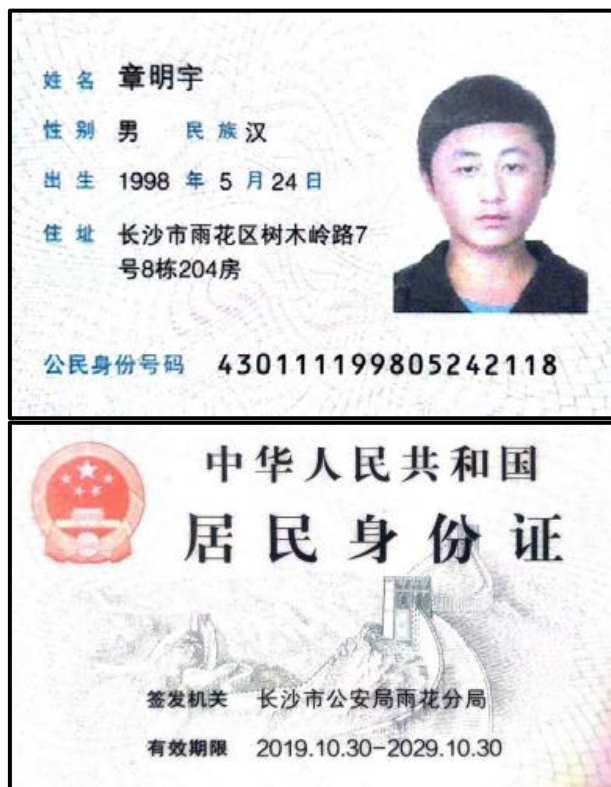 姓名 章明宇
性别 男 民族 汉
出生 1998 年 5 月 24 日
住址 长沙市雨花区树木岭路7
号8栋204房
公民身份号码 430111199805242118
中华人民共和国
居民身份证
签发机关 长沙市公安局雨花分局
有效期限 2019.10.30-2029.10.30